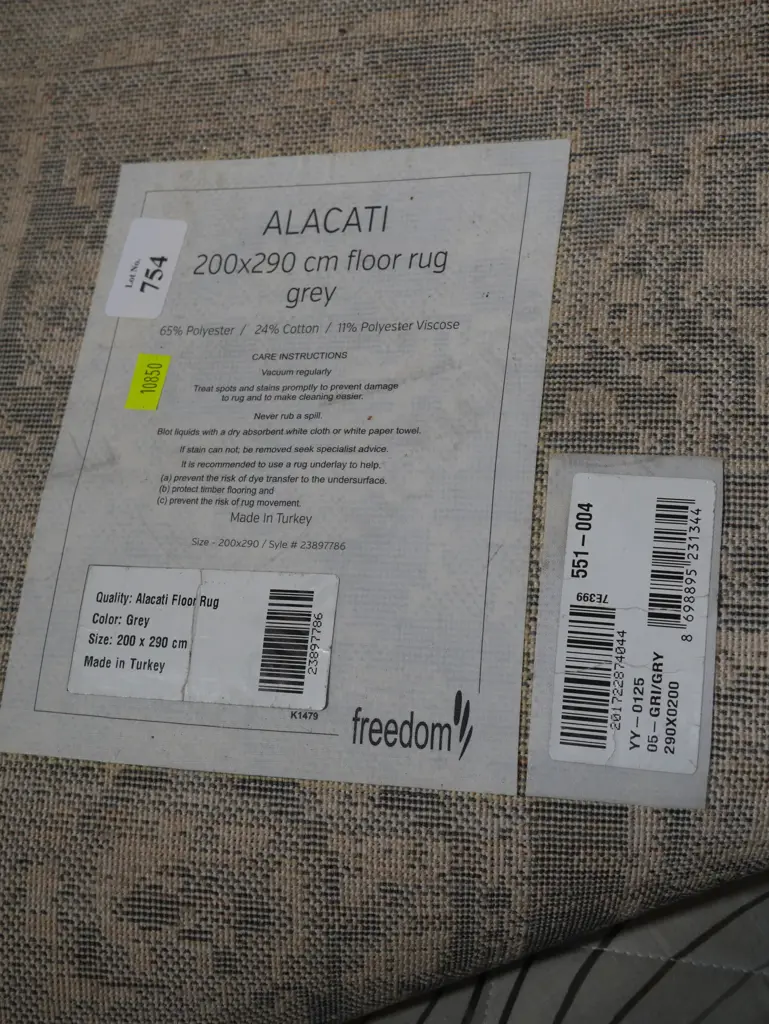 ALACATI
200x290 cm floor rug
grey
Lot No.
754
65% Polyester / 24% Cotton / 11% Polyester Viscose
10850
CARE INSTRUCTIONS
Vacuum regularly
Treat spots and stains promptly to prevent damage
to rug and to make cleaning easier.
Never rub a spill.
Blot liquids with a dry absorbent white cloth or white paper towel.
If stain can not; be removed seek specialist advice.
It is recommended to use a rug underlay to help.
(a) prevent the risk of dye transfer to the undersurface.
(b) protect timber flooring and
(c) prevent the risk of rug movement.
Made In Turkey
Size - 200x290 / Syle # 23897786
Quality: Alacati Floor Rug
Color: Grey
Size: 200 x 290 cm
Made in Turkey
23897786
K1479
freedom
551-004
7E399
201722874044
YY-0125
05-GRI/GRY
290X0200
8 698895 231344